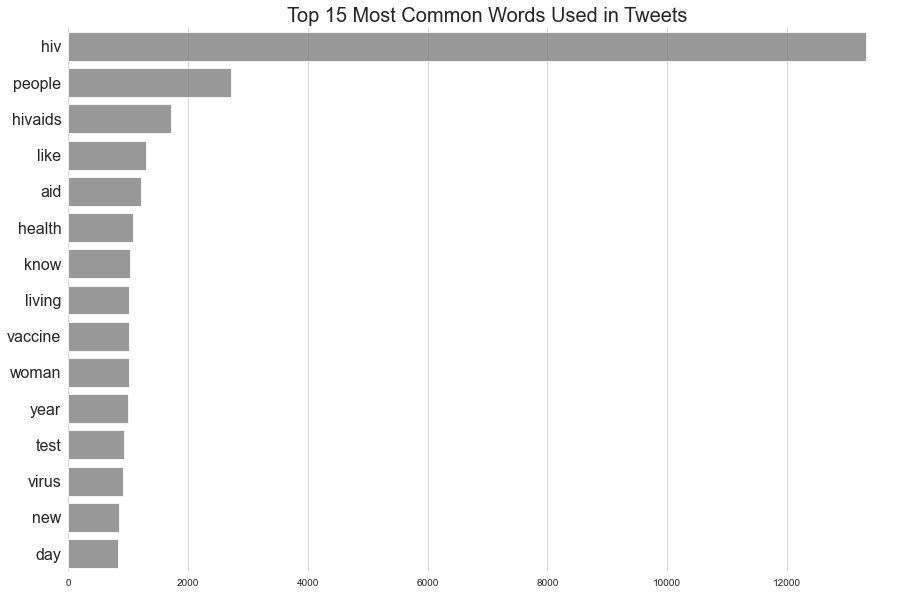 Top 15 Most Common Words Used in Tweets
hiv
people
hivaids
like
aid
health
know
living
vaccine
woman
year
test
virus
new
day
0 2000 4000 6000 8000 10000 12000